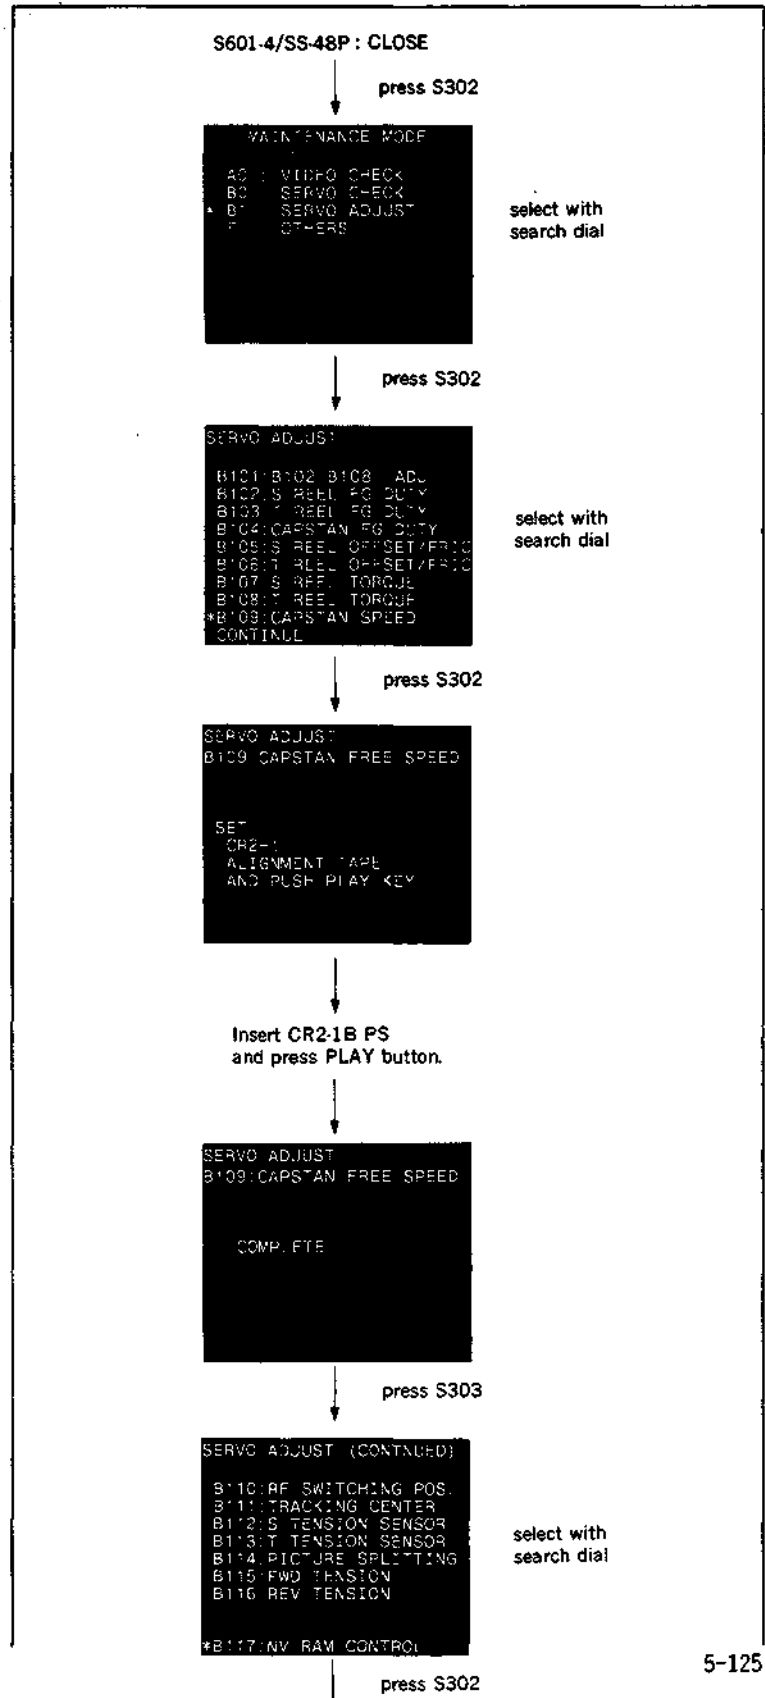 S601-4/SS-48P : CLOSE
press S302
MAINTENANCE MODE
A0 : VIDEO CHECK
B0 SERVO CHECK
* B1 SERVO ADJUST
OTHERS
select with
search dial
press S302
SERVO ADJUST
B101:B102 B108 ADJ
B102:S REEL FG DUTY
B103:T REEL FG DUTY
B104:CAPSTAN FG DUTY
B105:S REEL OFFSET/FRIC
B106:T REEL OFFSET/FRIC
B107 S REEL TORQUE
B108:T REEL TORQUE
*B109:CAPSTAN SPEED
CONTINUE
select with
search dial
press S302
SERVO ADJUST
B109 CAPSTAN FREE SPEED
SET
CR2-1
ALIGNMENT TAPE
AND PUSH PLAY KEY
Insert CR2-1B PS
and press PLAY button.
SERVO ADJUST
B109:CAPSTAN FREE SPEED
COMPLETE
press S303
SERVO ADJUST (CONTNUED)
B110:RF SWITCHING POS.
B111:TRACKING CENTER
B112:S TENSION SENSOR
B113:T TENSION SENSOR
B114:PICTURE SPLITTING
B115:FWD TENSION
B116 REV TENSION
*B117:NV RAM CONTROL
select with
search dial
5-125
press S302